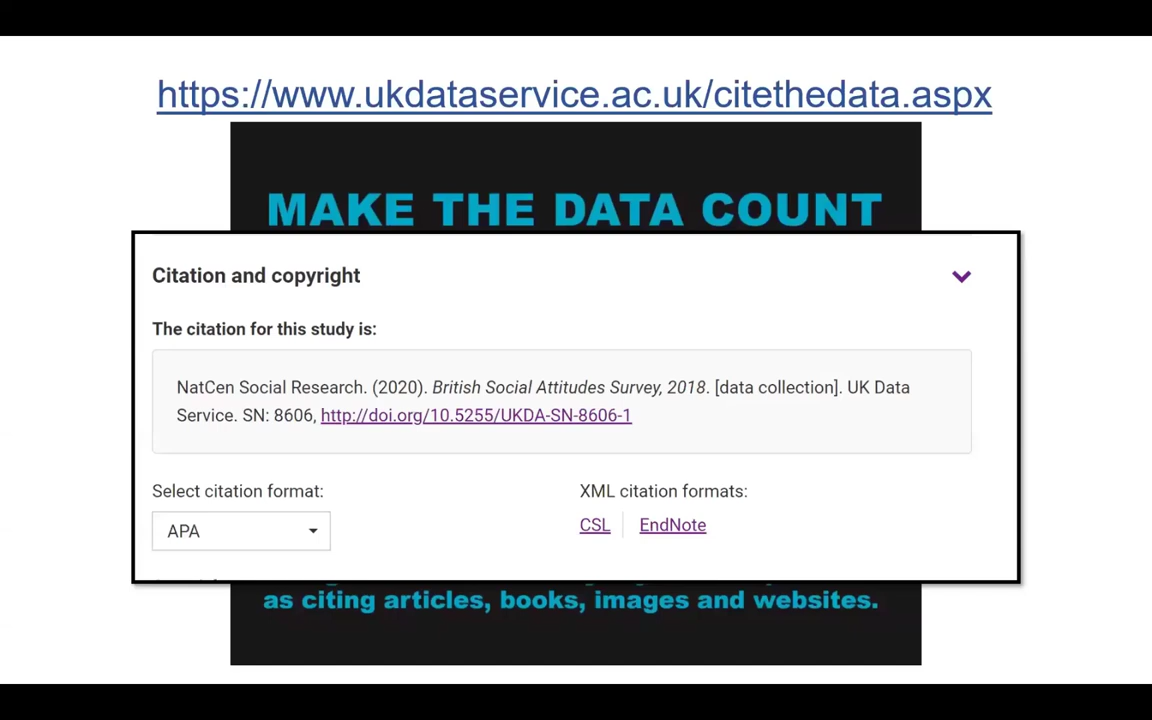 https://www.ukdataservice.ac.uk/citethedata.aspx
MAKE THE DATA COUNT
Citation and copyright
The citation for this study is:
NatCen Social Research. (2020). British Social Attitudes Survey, 2018. [data collection]. UK Data
Service. SN: 8606, http://doi.org/10.5255/UKDA-SN-8606-1
Select citation format:
XML citation formats:
APA
CSL
EndNote
as citing articles, books, images and websites.